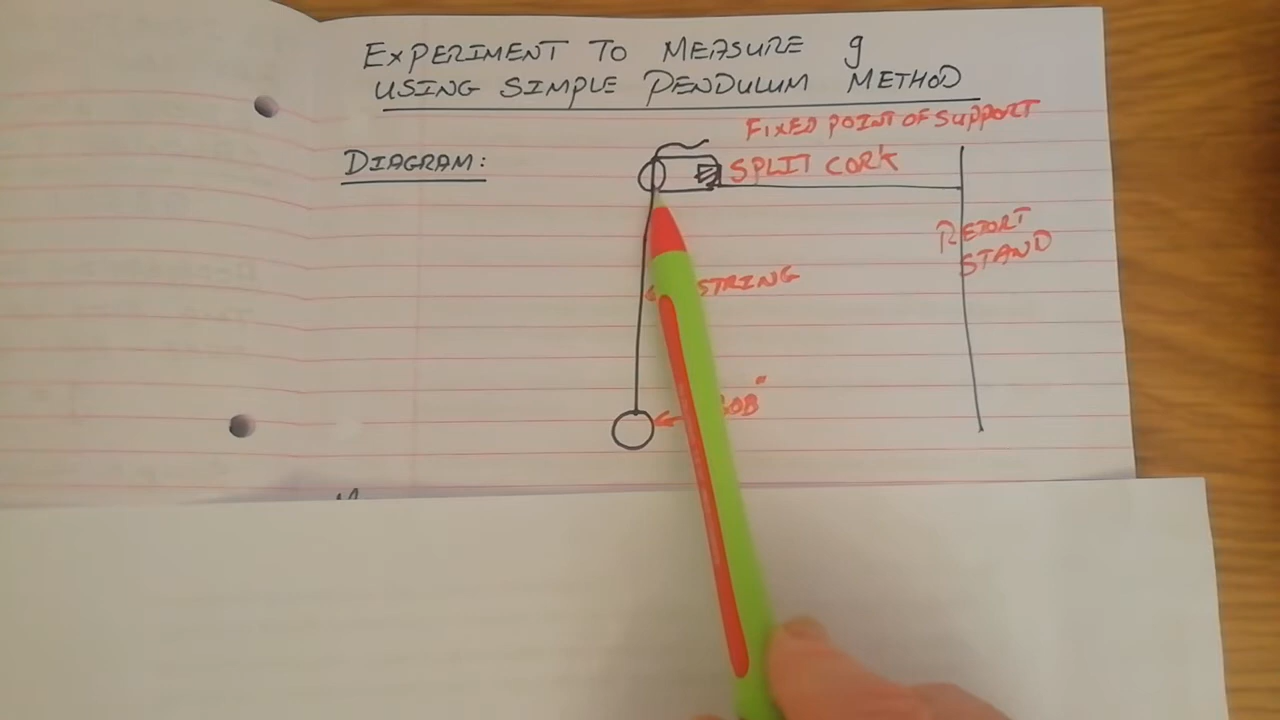 EXPERIMENT TO MEASURE g
USING SIMPLE PENDULUM METHOD
FIXED POINT OF SUPPORT
DIAGRAM:
SPLIT CORK
RETORT
STAND
STRING